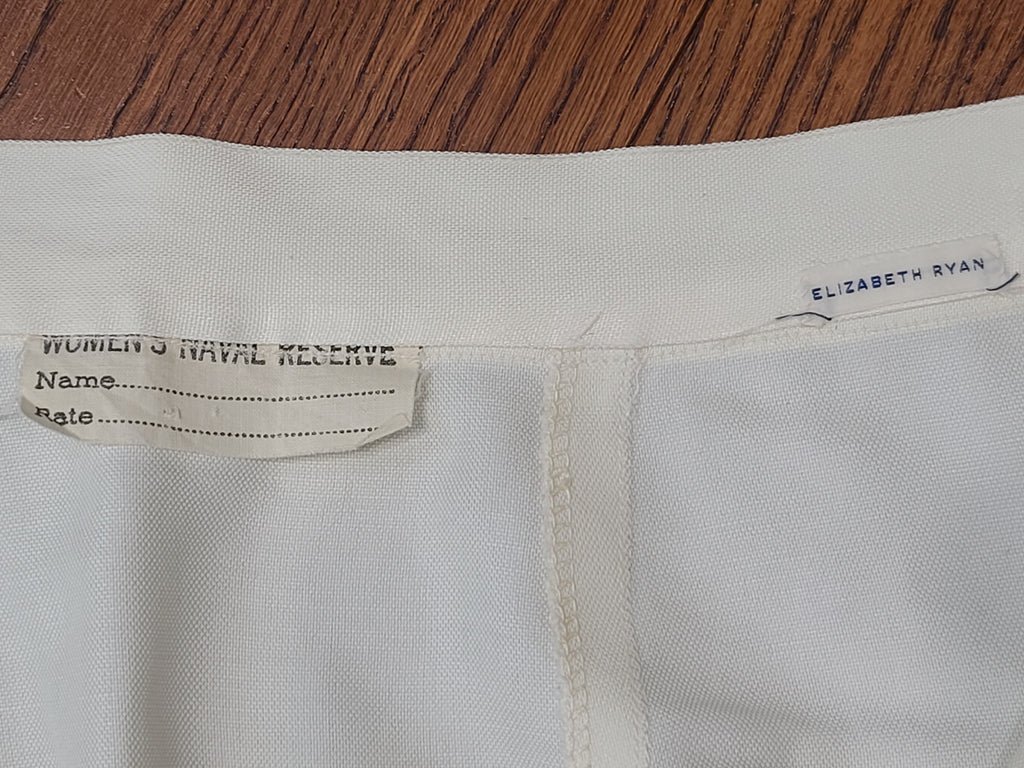 WOMEN'S NAVAL RESERVE
Name
Rate
ELIZABETH RYAN